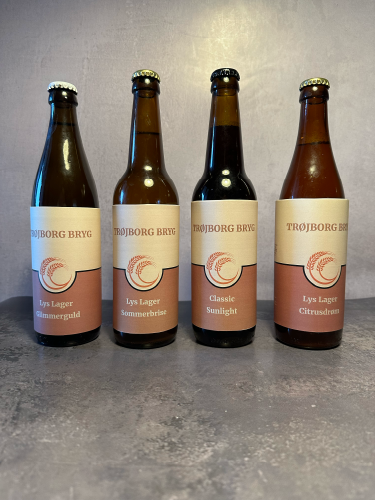 TRØJBORG BRYG
Lys Lager
Glimmerguld
TRØJBORG BRYG
Lys Lager
Sommerbrise
TRØJBORG BRYG
Classic
Sunlight
TRØJBORG BRYG
Lys Lager
Citrusdrøm